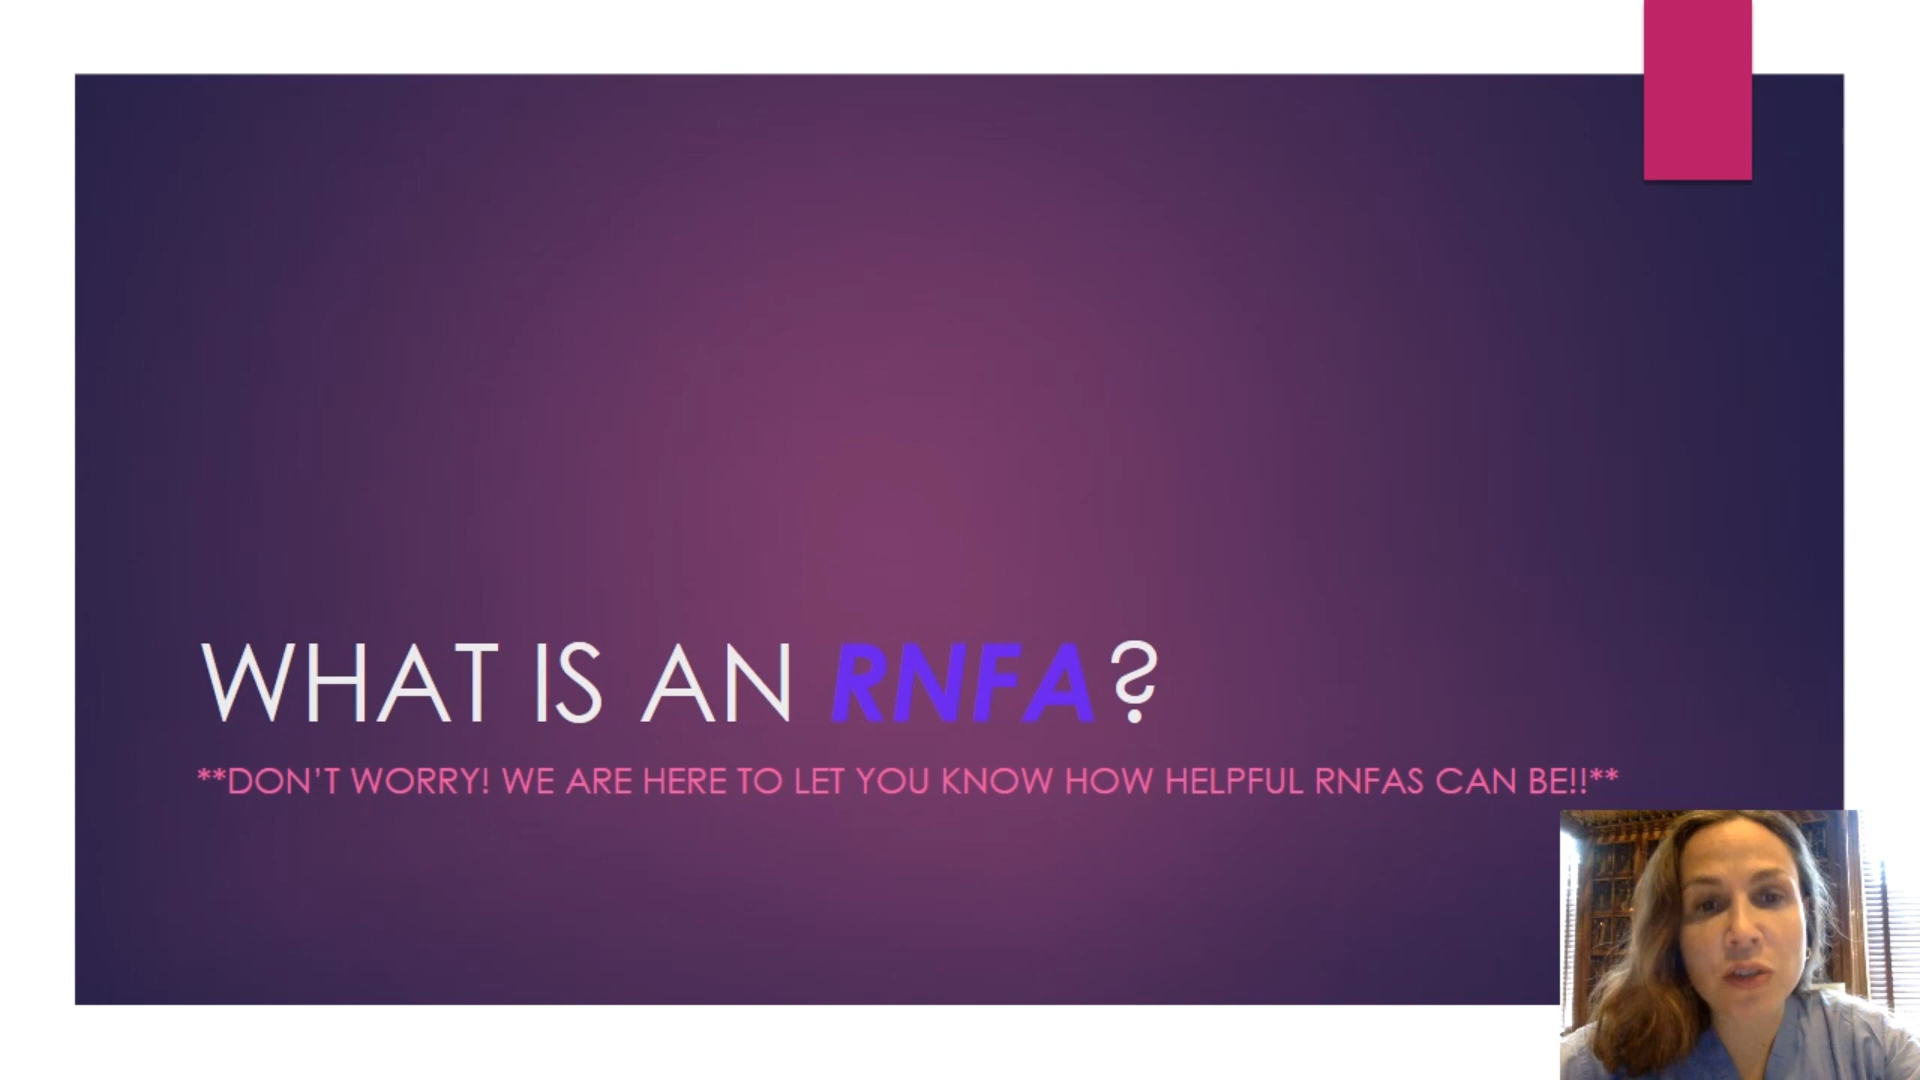 WHAT IS AN RNFA?
**DON'T WORRY! WE ARE HERE TO LET YOU KNOW HOW HELPFUL RNFAS CAN BE!!**